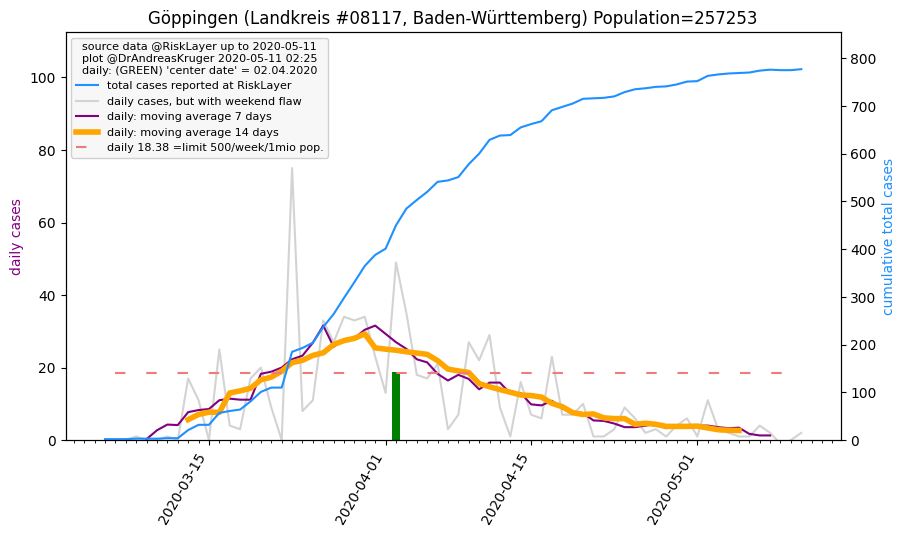 Göppingen (Landkreis #08117, Baden-Württemberg) Population=257253
source data @RiskLayer up to 2020-05-11
plot @DrAndreasKruger 2020-05-11 02:25
daily: (GREEN) 'center date' = 02.04.2020
total cases reported at RiskLayer
daily cases, but with weekend flaw
daily: moving average 7 days
daily: moving average 14 days
daily 18.38 =limit 500/week/1mio pop.
daily cases
100
80
60
40
20
0
cumulative total cases
800
700
600
500
400
300
200
100
0
2020-03-15
2020-04-01
2020-04-15
2020-05-01